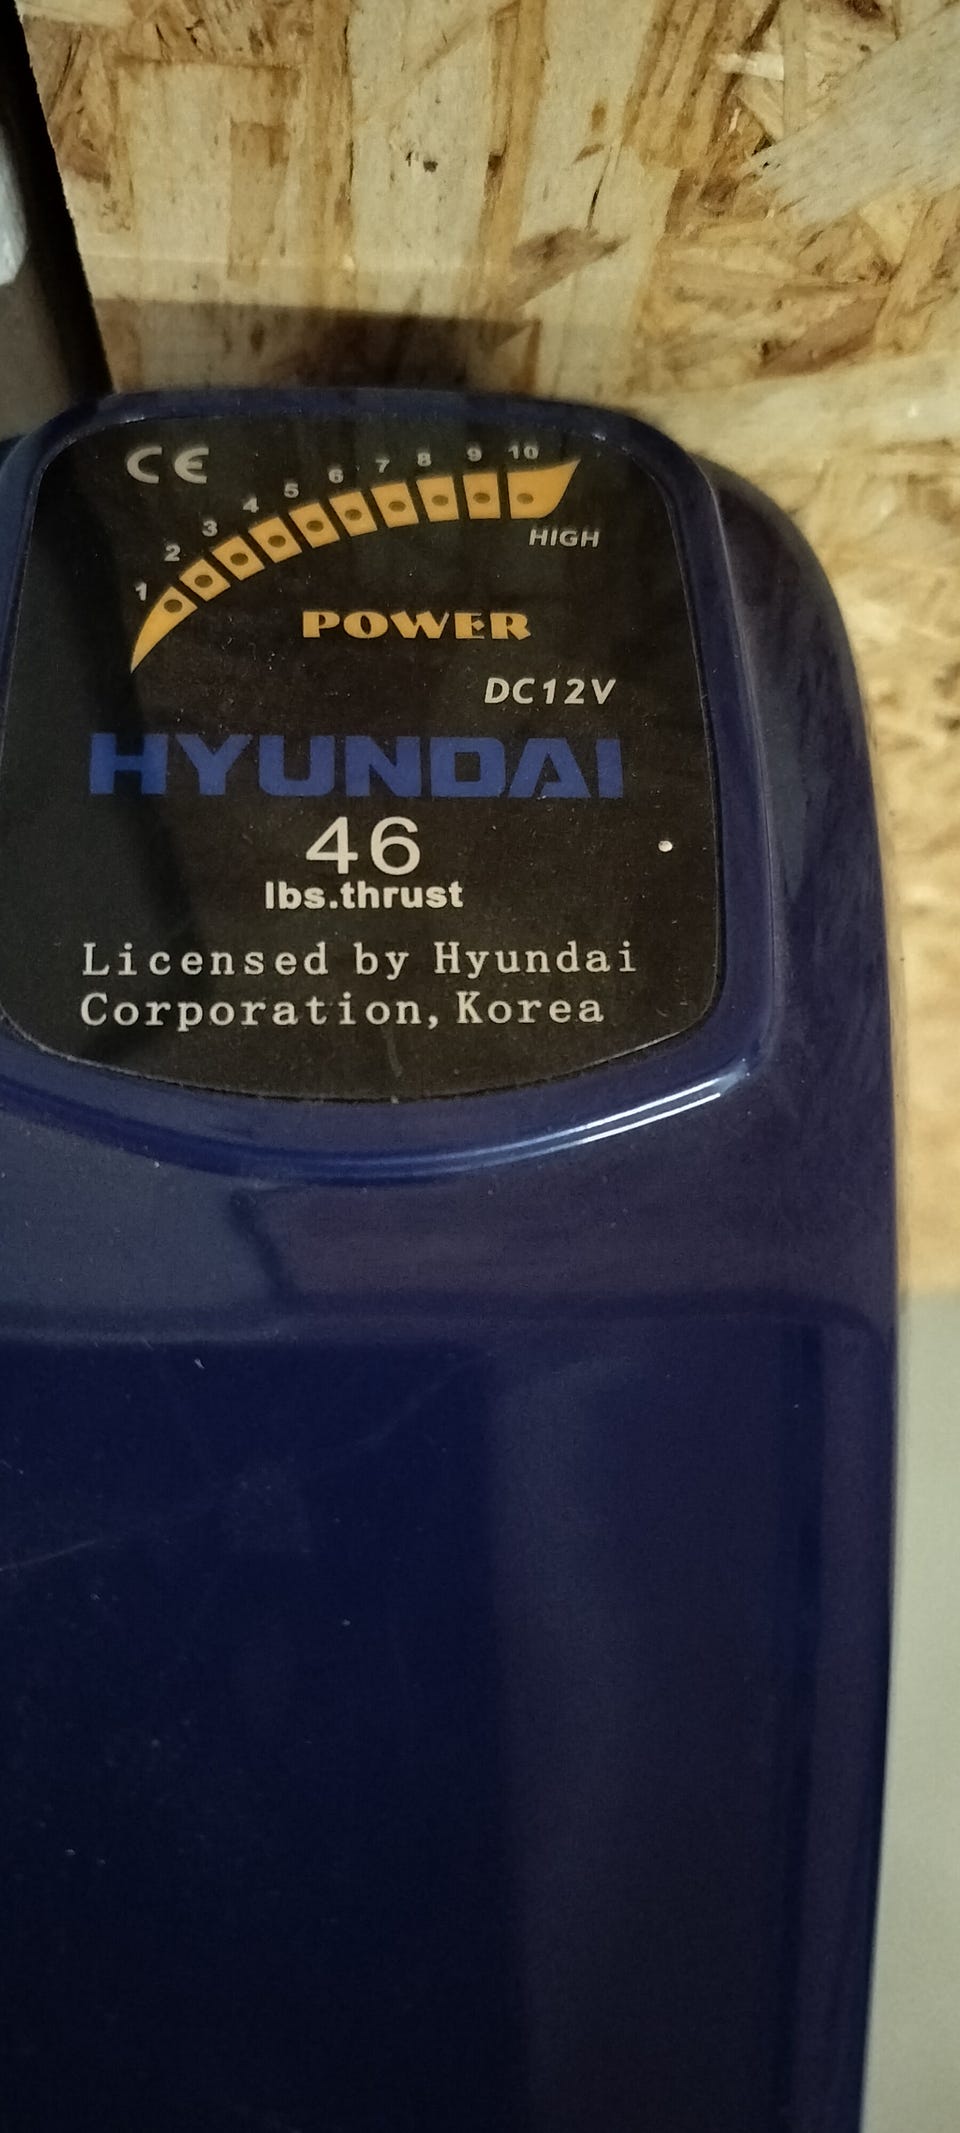 CE
1 2 3 4 5 6 7 8 9 10
HIGH
POWER
DC12V
HYUNDAI
46
lbs.thrust
Licensed by Hyundai
Corporation, Korea